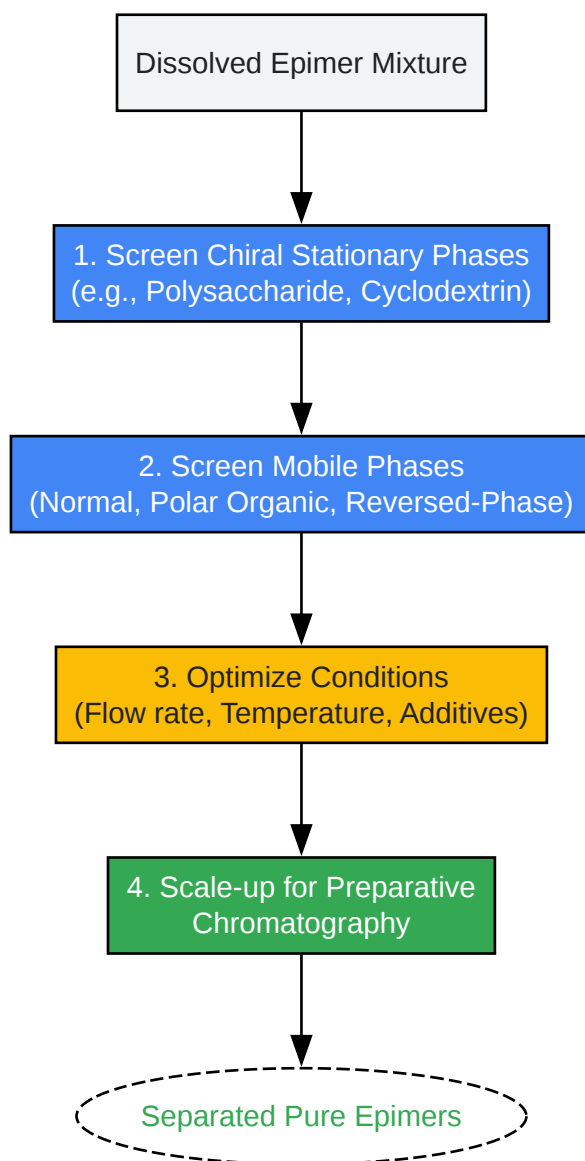 Dissolved Epimer Mixture
1. Screen Chiral Stationary Phases
(e.g., Polysaccharide, Cyclodextrin)
2. Screen Mobile Phases
(Normal, Polar Organic, Reversed-Phase)
3. Optimize Conditions
(Flow rate, Temperature, Additives)
4. Scale-up for Preparative
Chromatography
Separated Pure Epimers